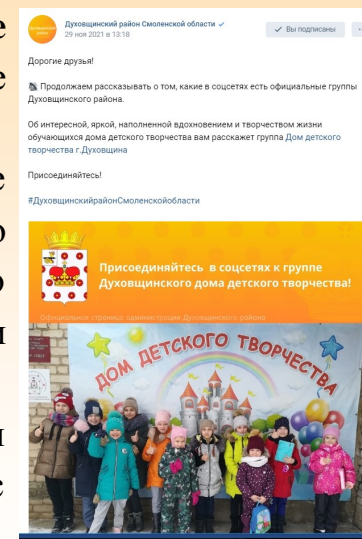 Духовщинский район Смоленской области
29 ноя 2021 в 13:18
Вы подписаны
Дорогие друзья!
Продолжаем рассказывать о том, какие в соцсетях есть официальные группы
Духовщинского района.
Об интересной, яркой, наполненной вдохновением и творчеством жизни
обучающихся дома детского творчества вам расскажет группа Дом детского
творчества г.Духовщина
Присоединяйтесь!
#ДуховщинскийрайонСмоленскойобласти
Присоединяйтесь в соцсетях к группе
Духовщинского дома детского творчества!
Официальная страница администрации Духовщинского района
ДОМ ДЕТСКОГО ТВОРЧЕСТВА